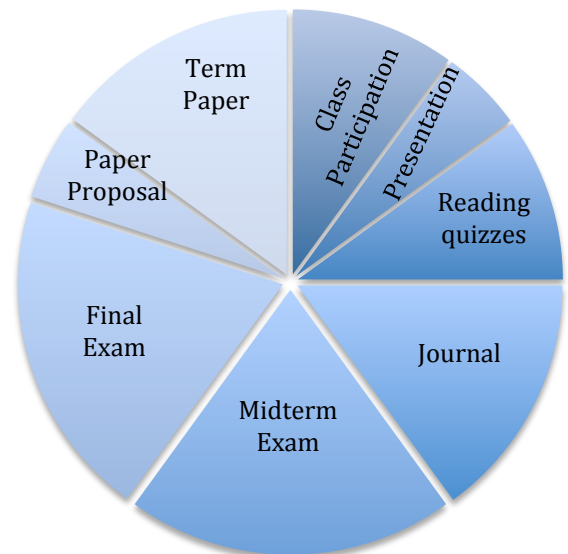 Term
Paper
Class
Participation
Presentation
Paper
Proposal
Reading
quizzes
Final
Exam
Journal
Midterm
Exam